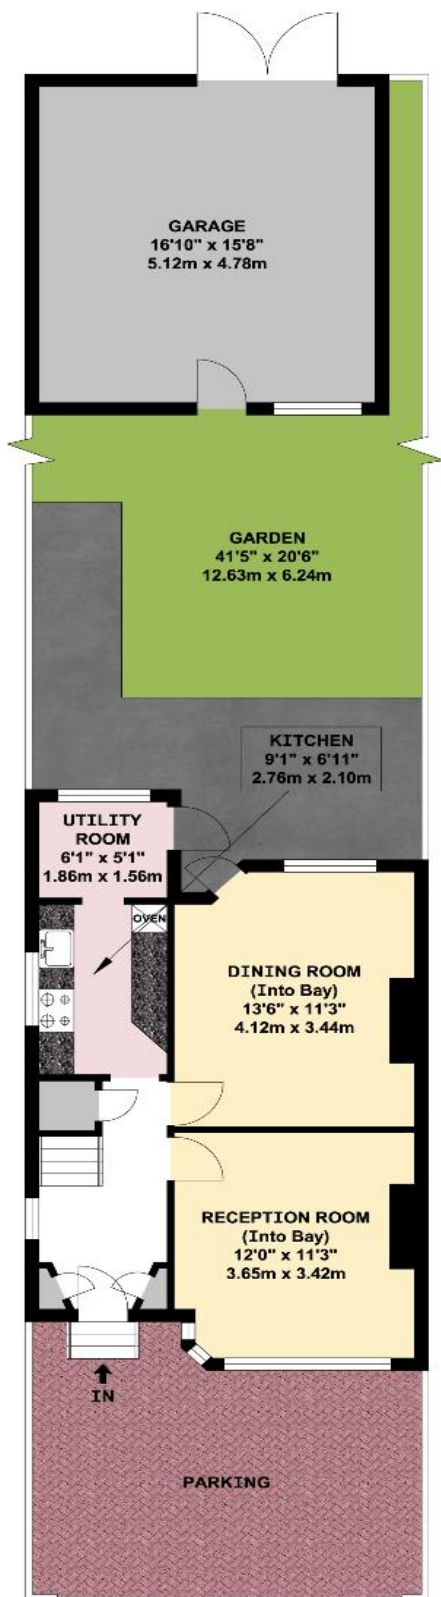 GARAGE
16'10" x 15'8"
5.12m x 4.78m
GARDEN
41'5" x 20'6"
12.63m x 6.24m
KITCHEN
9'1" x 6'11"
2.76m x 2.10m
UTILITY
ROOM
6'1" x 5'1"
1.86m x 1.56m
OVEN
DINING ROOM
(Into Bay)
13'6" x 11'3"
4.12m x 3.44m
RECEPTION ROOM
(Into Bay)
12'0" x 11'3"
3.65m x 3.42m
IN
PARKING